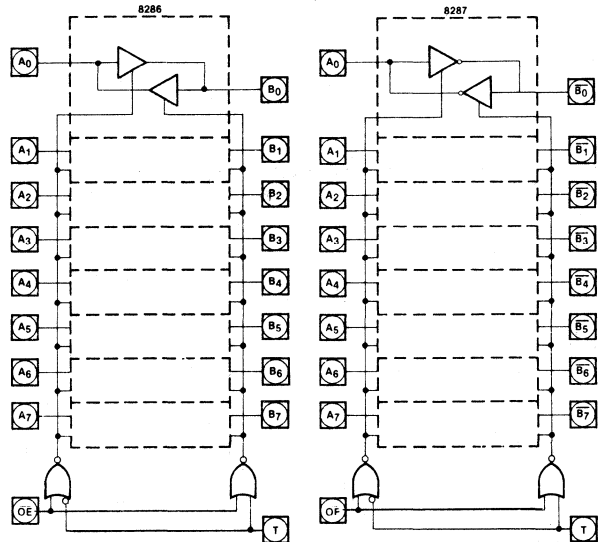 8286 8287
A0 B0 A0 B̅0̅
A1 B1 A1 B̅1̅
A2 B2 A2 B̅2̅
A3 B3 A3 B̅3̅
A4 B4 A4 B̅4̅
A5 B5 A5 B̅5̅
A6 B6 A6 B̅6̅
A7 B7 A7 B̅7̅
O̅E̅ T OF T